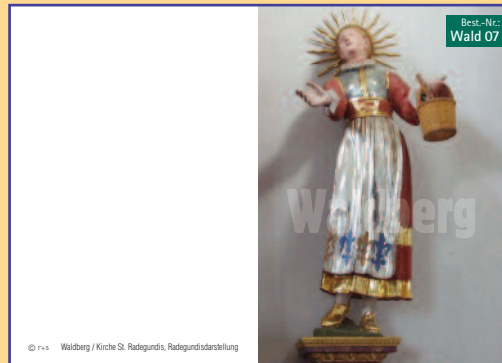 Best.-Nr.:
Wald 07
Waldberg
© r+s Waldberg / Kirche St. Radegundis, Radegundisdarstellung